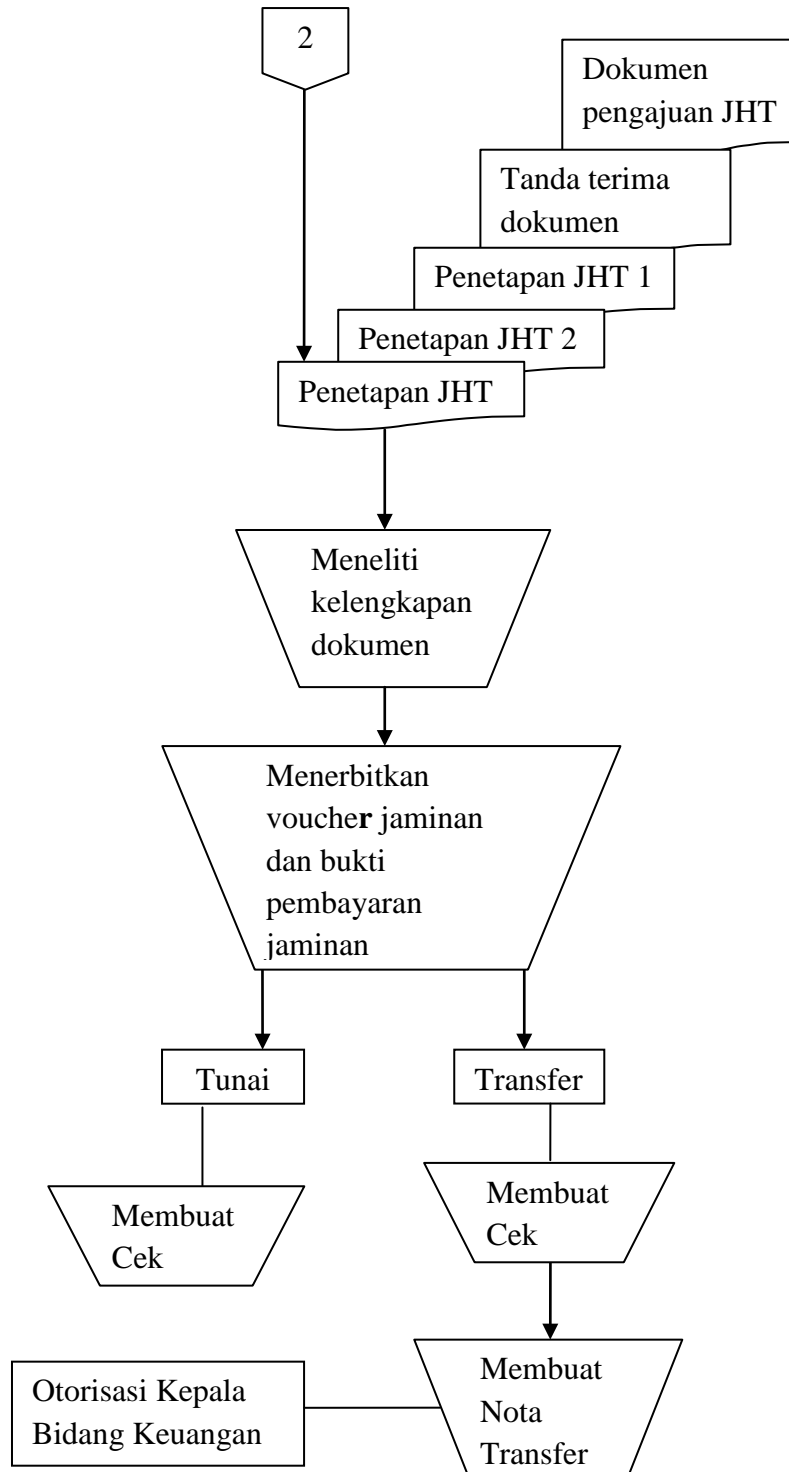 2
Dokumen
pengajuan JHT
Tanda terima
dokumen
Penetapan JHT 1
Penetapan JHT 2
Penetapan JHT
Meneliti
kelengkapan
dokumen
Menerbitkan
voucher jaminan
dan bukti
pembayaran
jaminan
Tunai
Transfer
Membuat
Cek
Membuat
Cek
Otorisasi Kepala
Bidang Keuangan
Membuat
Nota
Transfer